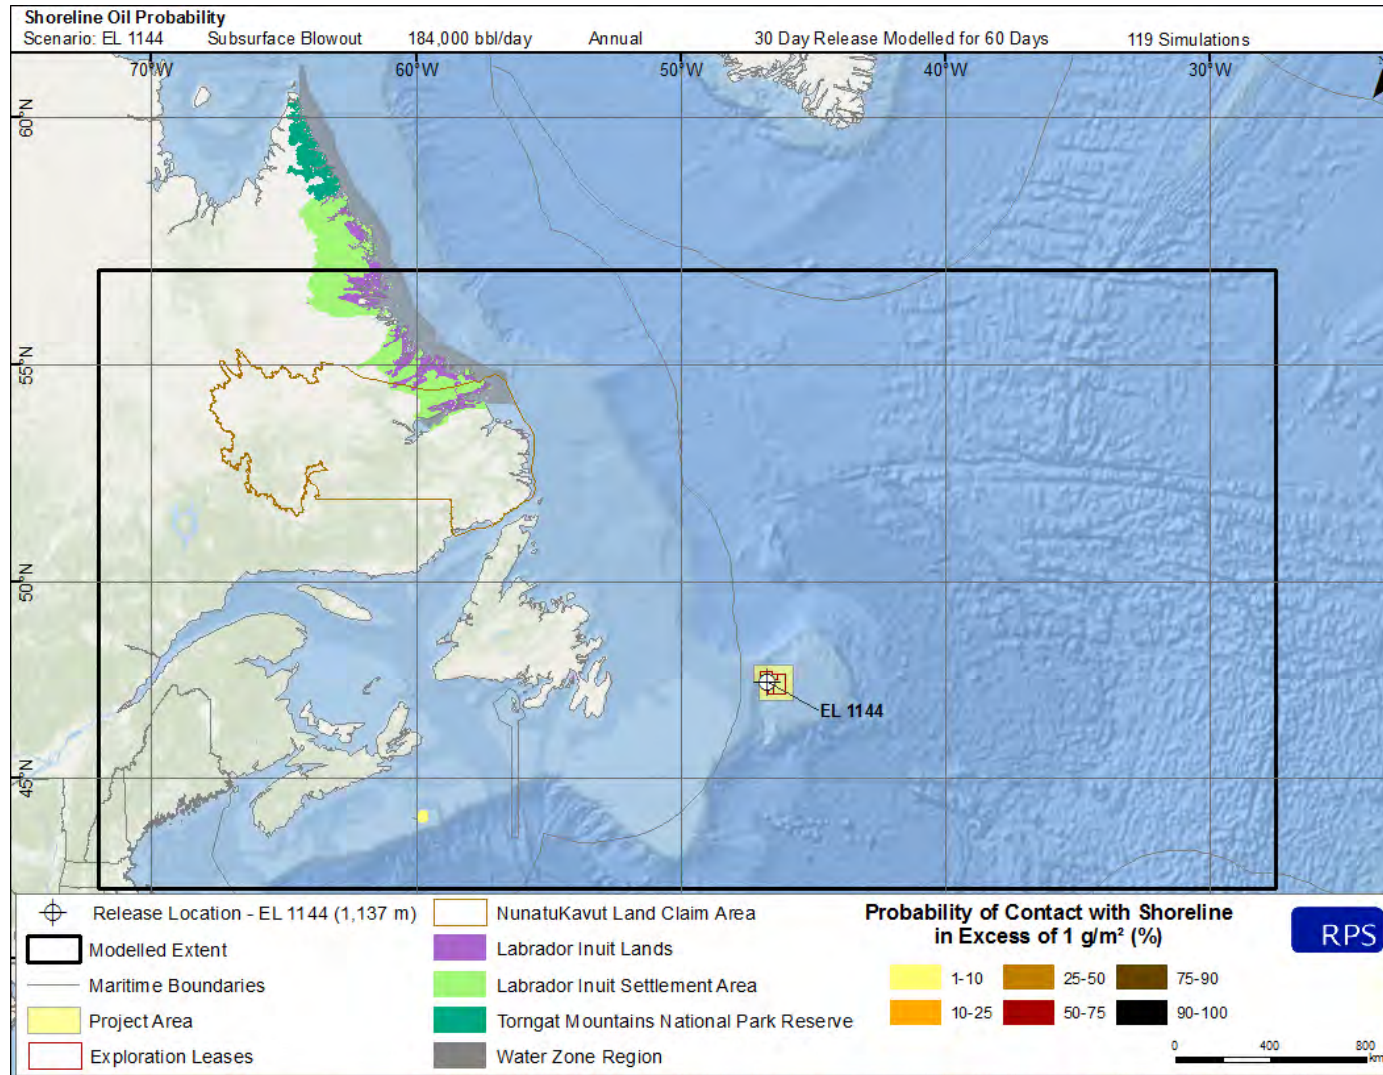 Shoreline Oil Probability
Scenario: EL 1144 Subsurface Blowout 184,000 bbl/day Annual 30 Day Release Modelled for 60 Days 119 Simulations
70°W 60°W 50°W 40°W 30°W
60°N
55°N
50°N
45°N
EL 1144
Release Location - EL 1144 (1,137 m)
Modelled Extent
Maritime Boundaries
Project Area
Exploration Leases
NunatuKavut Land Claim Area
Labrador Inuit Lands
Labrador Inuit Settlement Area
Torngat Mountains National Park Reserve
Water Zone Region
Probability of Contact with Shoreline
in Excess of 1 g/m² (%)
1-10 25-50 75-90
10-25 50-75 90-100
RPS
0 400 800
km